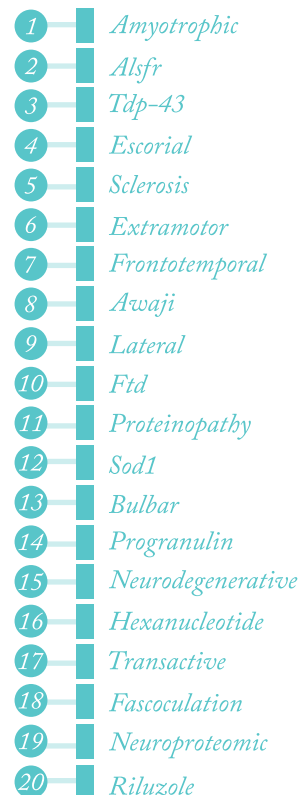 1 Amyotrophic
2 Alsfr
3 Tdp-43
4 Escorial
5 Sclerosis
6 Extramotor
7 Frontotemporal
8 Awaji
9 Lateral
10 Ftd
11 Proteinopathy
12 Sod1
13 Bulbar
14 Progranulin
15 Neurodegenerative
16 Hexanucleotide
17 Transactive
18 Fascoculation
19 Neuroproteomic
20 Riluzole